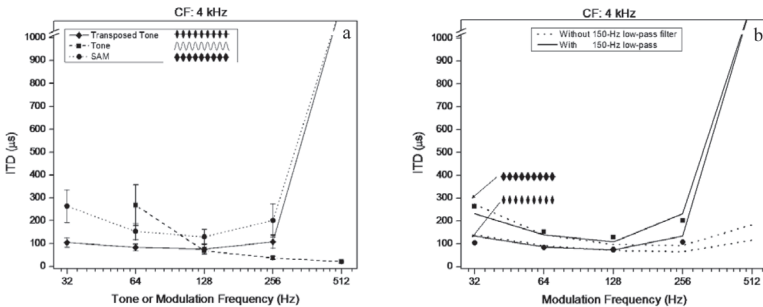 CF: 4 kHz
a
Transposed Tone
Tone
SAM
1000
900
800
700
600
500
400
300
200
100
0
ITD (μs)
32 64 128 256 512
Tone or Modulation Frequency (Hz)
CF: 4 kHz
b
Without 150-Hz low-pass filter
With 150-Hz low-pass
1000
900
800
700
600
500
400
300
200
100
0
ITD (μs)
32 64 128 256 512
Modulation Frequency (Hz)